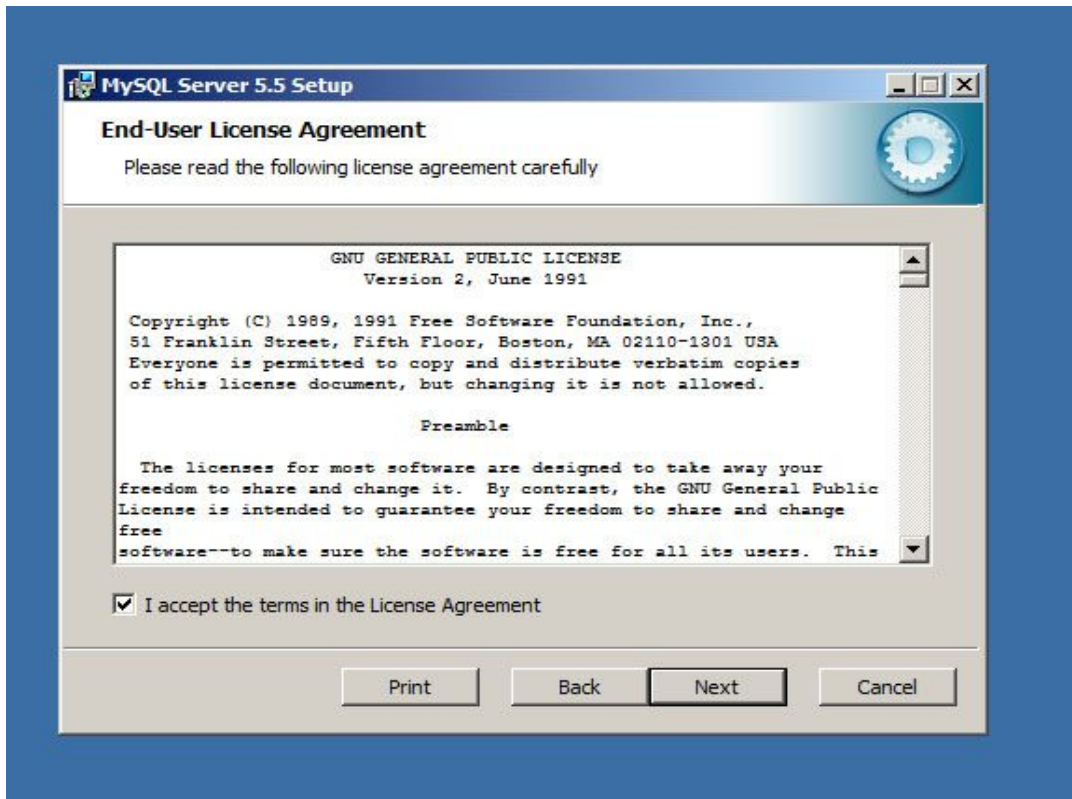 MySQL Server 5.5 Setup
End-User License Agreement
Please read the following license agreement carefully
GNU GENERAL PUBLIC LICENSE
Version 2, June 1991
Copyright (C) 1989, 1991 Free Software Foundation, Inc.,
51 Franklin Street, Fifth Floor, Boston, MA 02110-1301 USA
Everyone is permitted to copy and distribute verbatim copies
of this license document, but changing it is not allowed.
Preamble
The licenses for most software are designed to take away your
freedom to share and change it. By contrast, the GNU General Public
License is intended to guarantee your freedom to share and change
free
software--to make sure the software is free for all its users. This
I accept the terms in the License Agreement
Print Back Next Cancel